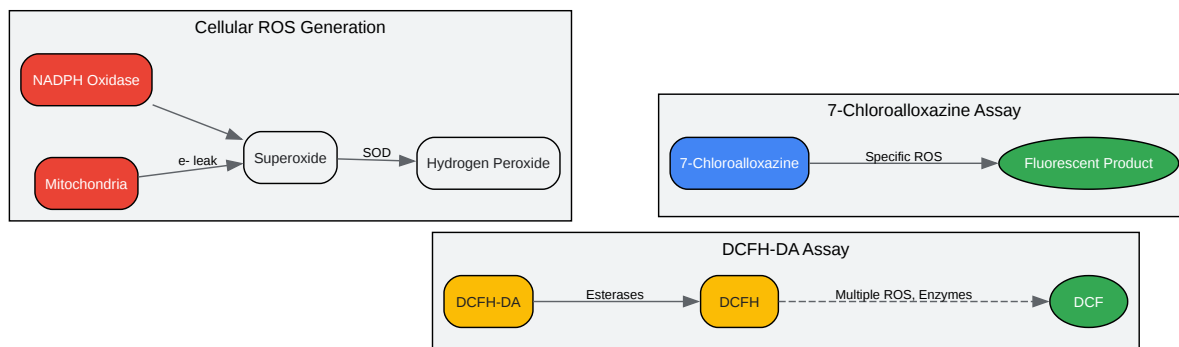 Cellular ROS Generation
NADPH Oxidase
Mitochondria
e- leak
Superoxide
SOD
Hydrogen Peroxide
7-Chloroalloxazine Assay
7-Chloroalloxazine
Specific ROS
Fluorescent Product
DCFH-DA Assay
DCFH-DA
Esterases
DCFH
Multiple ROS, Enzymes
DCF